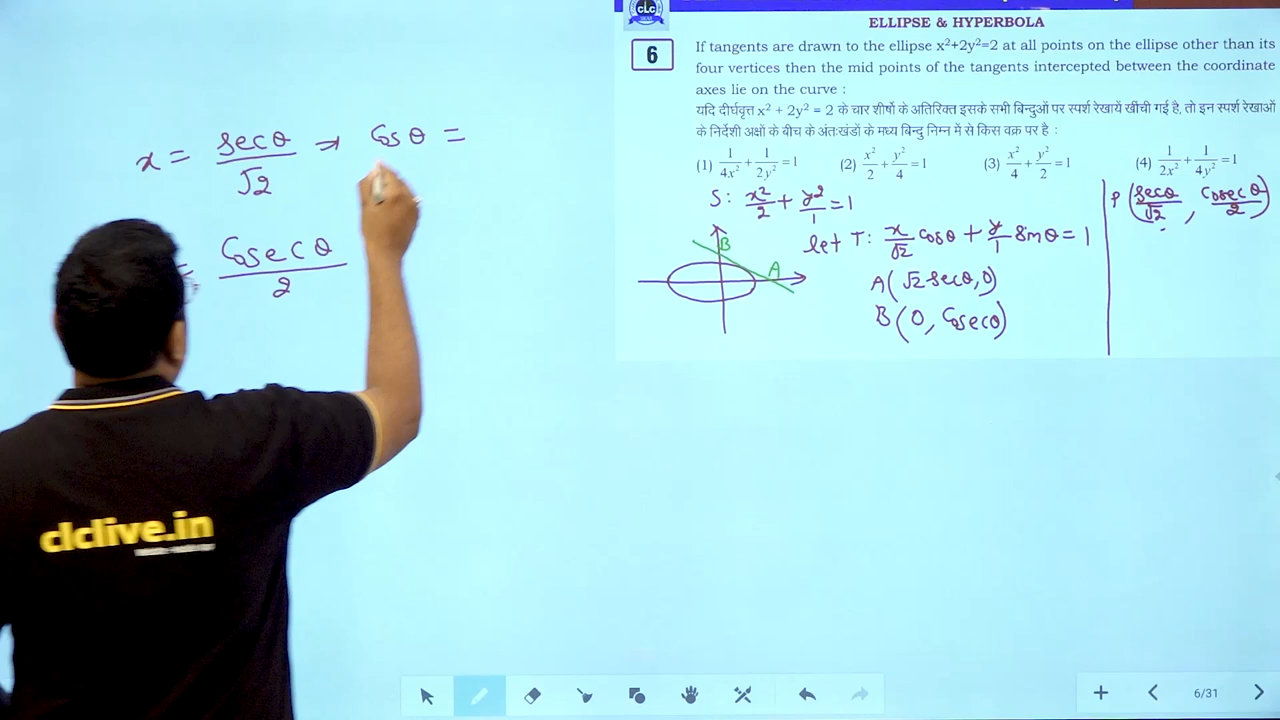 CLC
ELLIPSE & HYPERBOLA
6
If tangents are drawn to the ellipse x²+2y²=2 at all points on the ellipse other than its
four vertices then the mid points of the tangents intercepted between the coordinate
axes lie on the curve :
यदि दीर्घवृत्त x² + 2y² = 2 के चार शीर्षो के अतिरिक्त इसके सभी बिन्दुओं पर स्पर्श रेखायें खींची गई है, तो इन स्पर्श रेखाओं
के निर्देशी अक्षों के बीच के अंतःखंडों के मध्य बिन्दु निम्न में से किस वक्र पर है :
(1) 1/4x² + 1/2y² = 1 (2) x²/2 + y²/4 = 1 (3) x²/4 + y²/2 = 1 (4) 1/2x² + 1/4y² = 1
S: x²/2 + y²/1 = 1
let T: x/√2 cosθ + y/1 sinθ = 1
A(√2 secθ, 0)
B(0, cosecθ)
P(secθ/√2, cosecθ/2)
B
A
x = secθ/√2 ⇒ cosθ =
= cosecθ/2
clclive.in
6/31